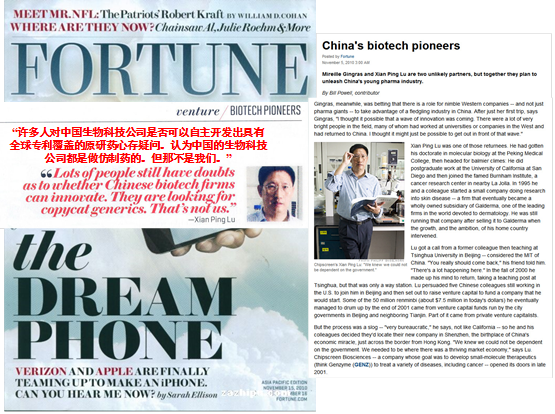 MEET MR. NFL: The Patriots' Robert Kraft BY WILLIAM D. COHAN
WHERE ARE THEY NOW? Chainsaw Al, Julie Roehm & More
FORTUNE
venture / BIOTECH PIONEERS
“许多人对中国生物科技公司是否可以自主开发出具有
全球专利覆盖的原研药心存疑问。认为中国的生物科技
公司都是做仿制药的。但那不是我们。”
“Lots of people still have doubts
as to whether Chinese biotech firms
can innovate. They are looking for
copycat generics. That's not us.”
—Xian Ping Lu
the
DREAM
PHONE
VERIZON AND APPLE ARE FINALLY
TEAMING UP TO MAKE AN iPHONE.
CAN YOU HEAR ME NOW? by Sarah Ellison
ASIA PACIFIC EDITION
NOVEMBER 15, 2010
FORTUNE.COM
China's biotech pioneers
Posted by Fortune
November 5, 2010 3:00 AM
Mireille Gingras and Xian Ping Lu are two unlikely partners, but together they plan to
unleash China's young pharma industry.
By Bill Powell, contributor
Gingras, meanwhile, was betting that there is a role for nimble Western companies -- and not just
pharma giants -- to take advantage of a fledgling industry in China. After just her first trip, says
Gingras, "I thought it possible that a wave of innovation was coming. There were a lot of very
bright people in the field, many of whom had worked at universities or companies in the West and
had returned to China. I thought it might just be possible to get out in front of that wave."
Xian Ping Lu was one of those returnees. He had gotten
his doctorate in molecular biology at the Peking Medical
College, then headed for balmier climes. He did
postgraduate work at the University of California at San
Diego and then joined the famed Burnham Institute, a
cancer research center in nearby La Jolla. In 1995 he
and a colleague started a small company doing research
into skin disease -- a firm that eventually became a
wholly owned subsidiary of Galderma, one of the leading
firms in the world devoted to dermatology. He was still
running that company after selling it to Galderma when
the growth, and the ambition, of his home country
intervened.
Chipscreen's Xian Ping Lu: "We knew we could not
be dependent on the government."
Lu got a call from a former colleague then teaching at
Tsinghua University in Beijing -- considered the MIT of
China. "You really should come back," his friend told him.
"There's a lot happening here." In the fall of 2000 he
made up his mind to return, taking a teaching post at
Tsinghua, but that was only a way station. Lu persuaded five Chinese colleagues still working in
the U.S. to join him in Beijing and then set out to raise venture capital to fund a company that he
would start. Some of the 50 million renminbi (about $7.5 million in today's dollars) he eventually
managed to drum up by the end of 2001 came from venture capital funds run by the city
governments in Beijing and neighboring Tianjin. Part of it came from private venture capitalists.
But the process was a slog -- "very bureaucratic," he says, not like California -- so he and his
colleagues decided they'd locate their new company in Shenzhen, the birthplace of China's
economic miracle, just across the border from Hong Kong. "We knew we could not be dependent
on the government. We needed to be where there was a thriving market economy," says Lu.
Chipscreen Biosciences -- a company whose goal was to develop small-molecule therapeutics
(think Genzyme (GENZ)) to treat a variety of diseases, including cancer -- opened its doors in late
2001.